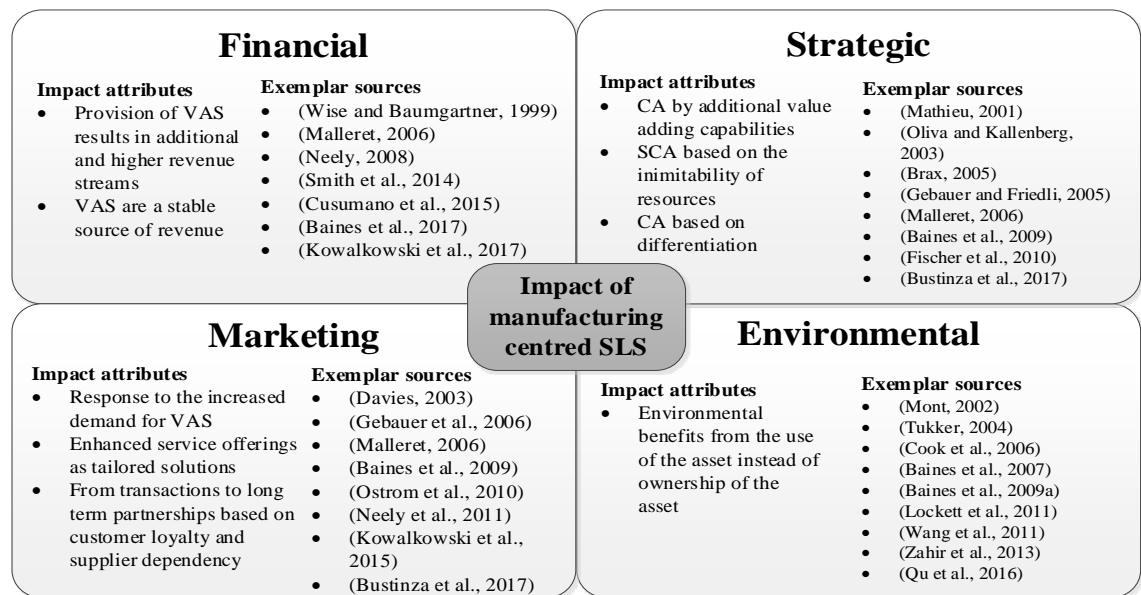 Financial
Impact attributes
• Provision of VAS
results in additional
and higher revenue
streams
• VAS are a stable
source of revenue
Exemplar sources
• (Wise and Baumgartner, 1999)
• (Malleret, 2006)
• (Neely, 2008)
• (Smith et al., 2014)
• (Cusumano et al., 2015)
• (Baines et al., 2017)
• (Kowalkowski et al., 2017)
Strategic
Impact attributes
• CA by additional value
adding capabilities
• SCA based on the
inimitability of
resources
• CA based on
differentiation
Exemplar sources
• (Mathieu, 2001)
• (Oliva and Kallenberg,
2003)
• (Brax, 2005)
• (Gebauer and Friedli, 2005)
• (Malleret, 2006)
• (Baines et al., 2009)
• (Fischer et al., 2010)
• (Bustinza et al., 2017)
Impact of
manufacturing
centred SLS
Marketing
Impact attributes
• Response to the increased
demand for VAS
• Enhanced service offerings
as tailored solutions
• From transactions to long
term partnerships based on
customer loyalty and
supplier dependency
Exemplar sources
• (Davies, 2003)
• (Gebauer et al., 2006)
• (Malleret, 2006)
• (Baines et al., 2009)
• (Ostrom et al., 2010)
• (Neely et al., 2011)
• (Kowalkowski et al.,
2015)
• (Bustinza et al., 2017)
Environmental
Impact attributes
• Environmental
benefits from the use
of the asset instead of
ownership of the
asset
Exemplar sources
• (Mont, 2002)
• (Tukker, 2004)
• (Cook et al., 2006)
• (Baines et al., 2007)
• (Baines et al., 2009a)
• (Lockett et al., 2011)
• (Wang et al., 2011)
• (Zahir et al., 2013)
• (Qu et al., 2016)